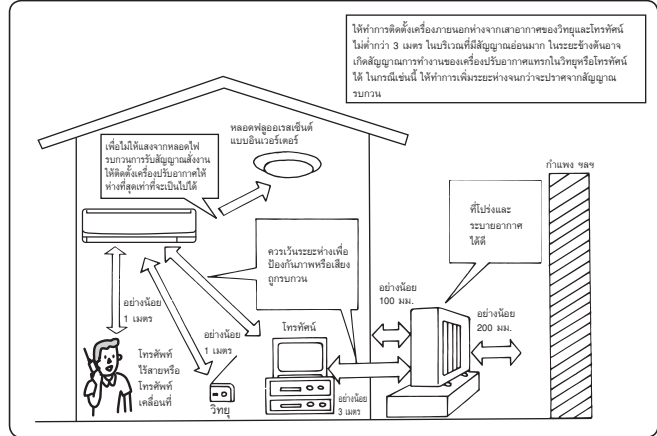 ให้ทำการติดตั้งเครื่องภายนอกห่างจากเสาอากาศของวิทยุและโทรทัศน์
ไม่ต่ำกว่า 3 เมตร ในบริเวณที่มีสัญญาณอ่อนมาก ในระยะข้างต้นอาจ
เกิดสัญญาณการทำงานของเครื่องปรับอากาศแทรกในวิทยุหรือโทรทัศน์
ได้ ในกรณีเช่นนี้ ให้ทำการเพิ่มระยะห่างจนกว่าจะปราศจากสัญญาณ
รบกวน
หลอดฟลูออเรสเซ็นต์
แบบอินเวอร์เตอร์
เพื่อไม่ให้แสงจากหลอดไฟ
รบกวนการรับสัญญาณสั่งงาน
ให้ติดตั้งเครื่องปรับอากาศให้
ห่างที่สุดเท่าที่จะเป็นไปได้
กำแพง ฯลฯ
ที่โปร่งและ
ระบายอากาศ
ได้ดี
ควรเว้นระยะห่างเพื่อ
ป้องกันภาพหรือเสียง
ถูกรบกวน
อย่างน้อย
100 มม.
อย่างน้อย
200 มม.
อย่างน้อย
1 เมตร
อย่างน้อย
1 เมตร
โทรทัศน์
โทรศัพท์
ไร้สายหรือ
โทรศัพท์
เคลื่อนที่
วิทยุ
อย่างน้อย
3 เมตร